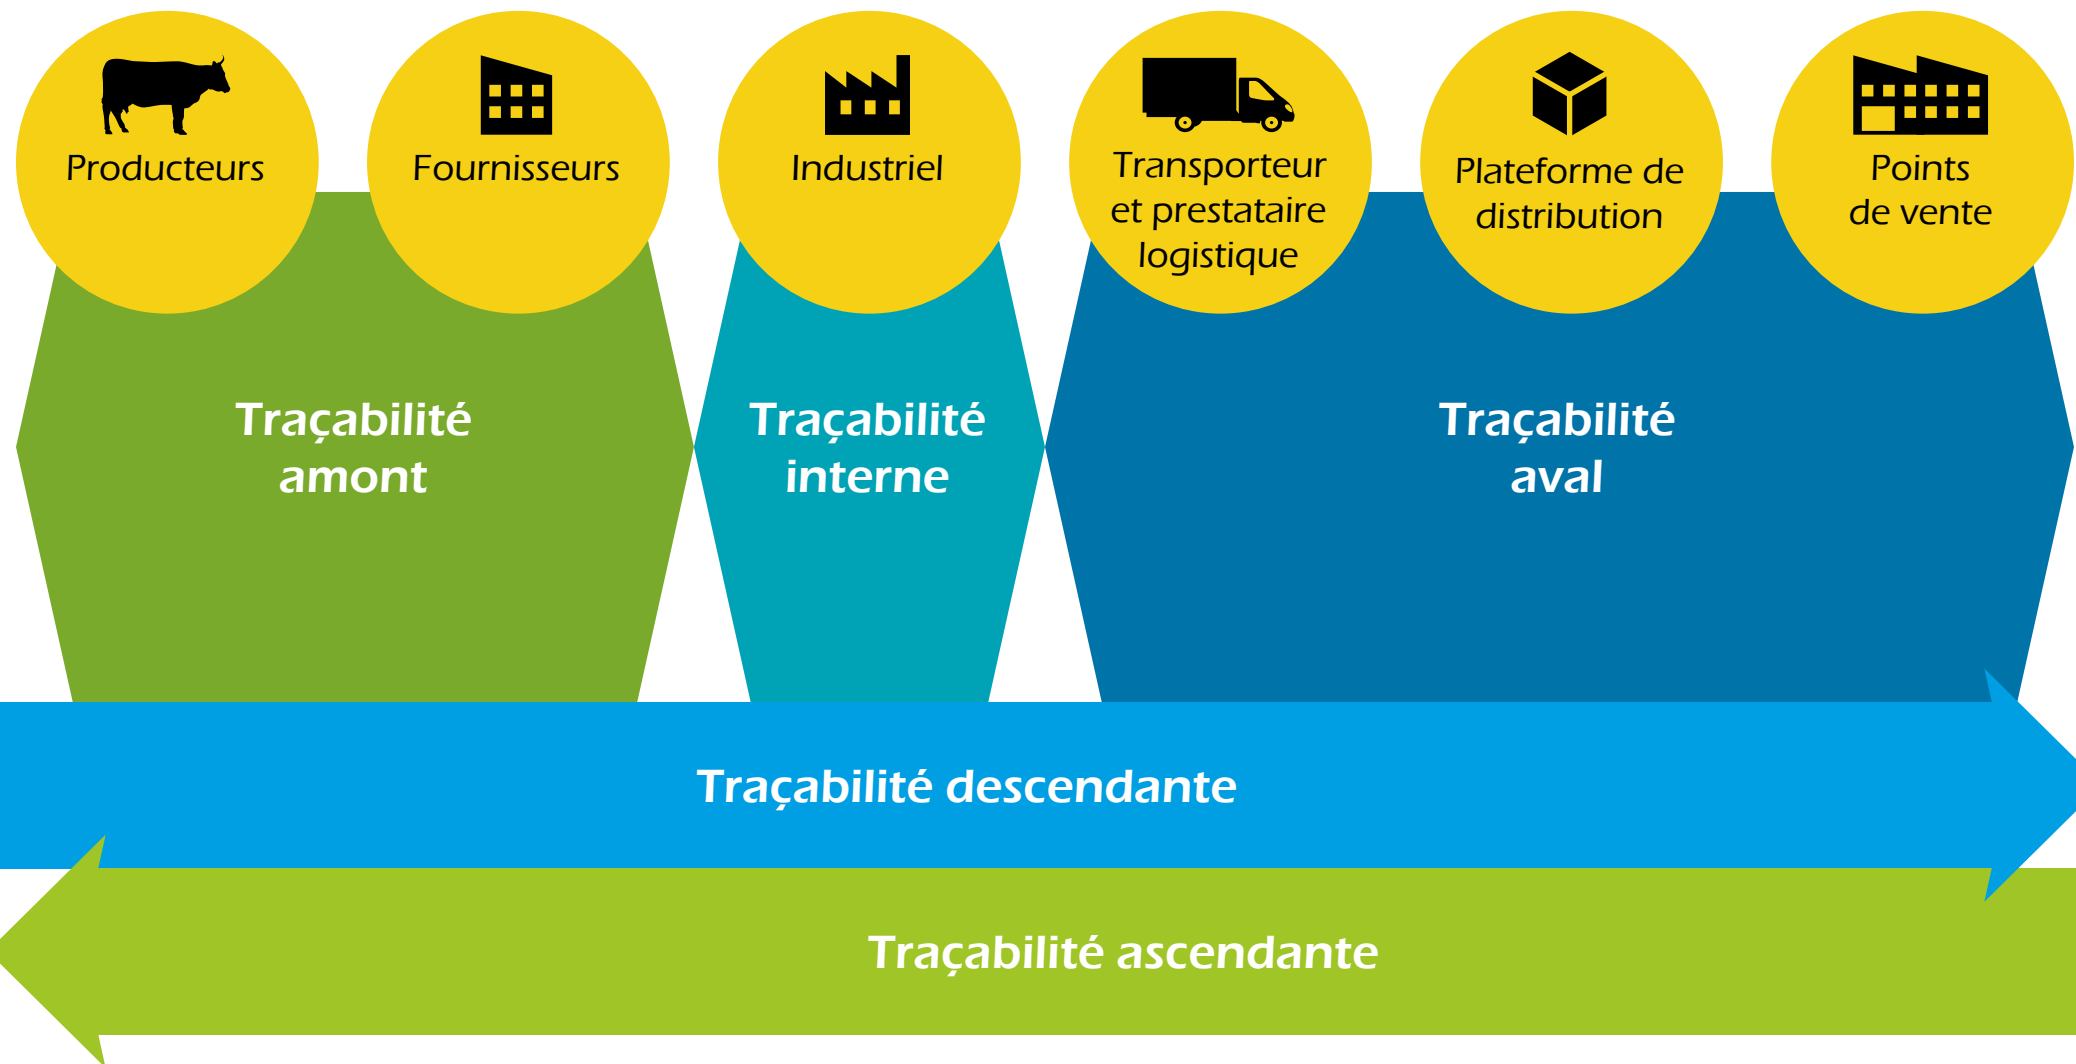 Producteurs
Fournisseurs
Industriel
Transporteur
et prestataire
logistique
Plateforme de
distribution
Points
de vente
Traçabilité
amont
Traçabilité
interne
Traçabilité
aval
Traçabilité descendante
Traçabilité ascendante